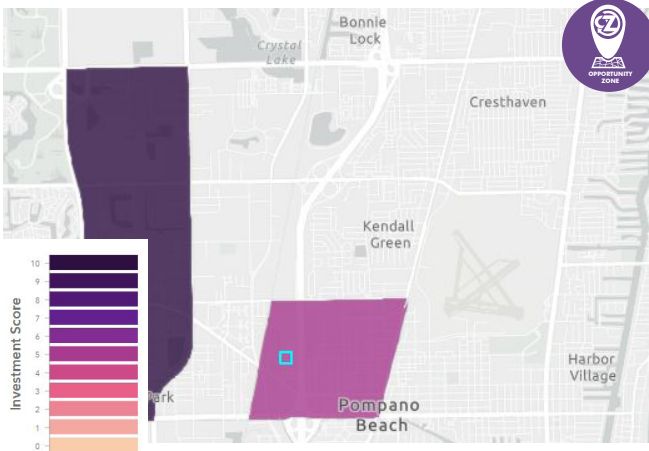 Bonnie
Lock
Crystal
Lake
OPPORTUNITY
ZONE
Cresthaven
Kendall
Green
Investment Score
10
9
8
7
6
5
4
3
2
1
0
Park
Harbor
Village
Pompano
Beach